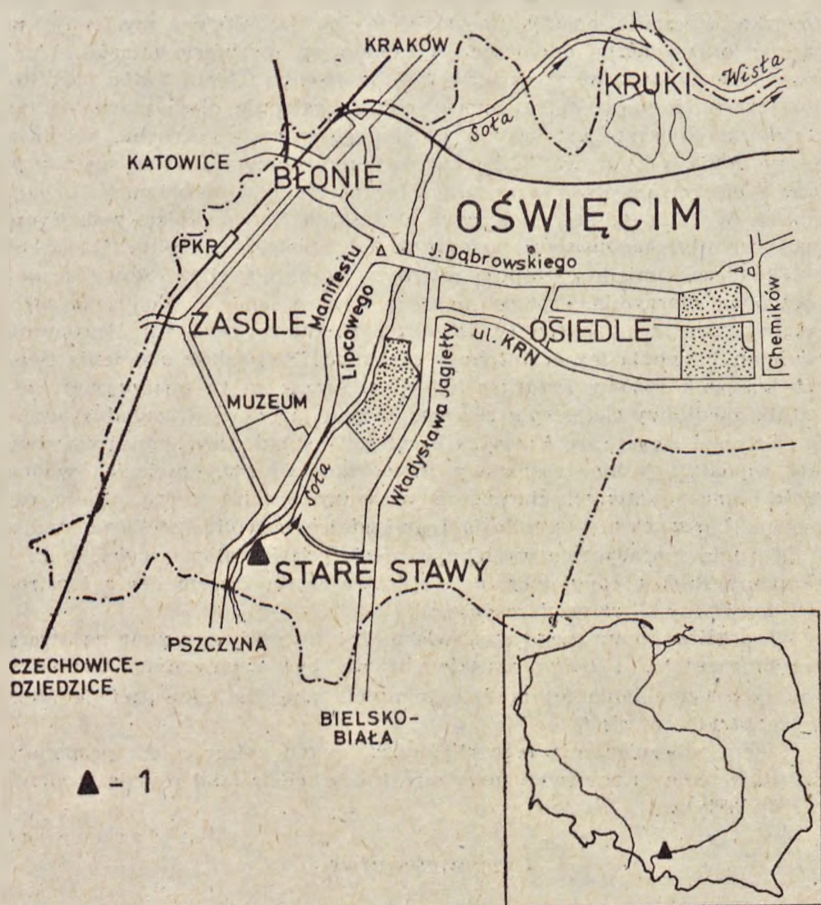 KRAKÓW
KRUKI
Wisła
Soła
KATOWICE
BŁONIE
OŚWIĘCIM
PKP
J. Dąbrowskiego
Manifestu
Lipcowego
ZASOLE
Władysława Jagiełły
ul. KRN
OSIEDLE
Chemików
MUZEUM
Soła
STARE STAWY
PSZCZYNA
CZECHOWICE-
DZIEDZICE
BIELSKO-
BIAŁA
▲ - 1